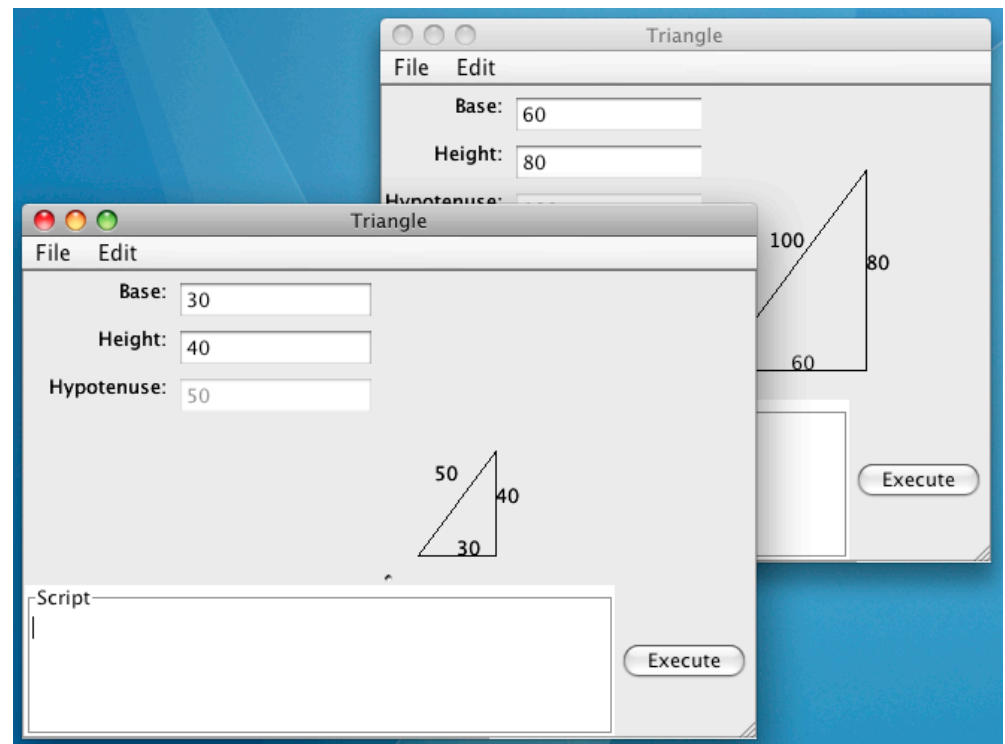 Triangle
File Edit
Base: 60
Height: 80
Hypotenuse:
100
80
60
Execute
Triangle
File Edit
Base: 30
Height: 40
Hypotenuse: 50
50
40
30
Script
Execute